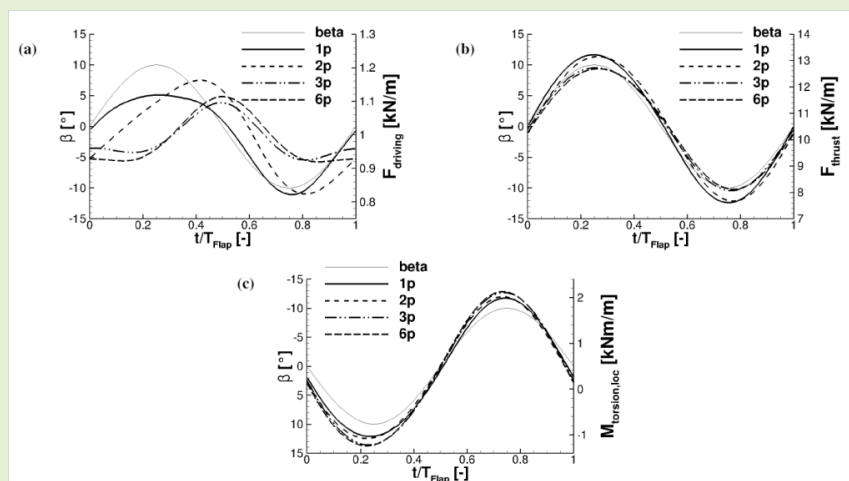 (a)
beta
1p
2p
3p
6p
β [°]
15
10
5
0
-5
-10
-15
F_driving [kN/m]
1.3
1.2
1.1
1
0.9
0.8
0 0.2 0.4 0.6 0.8 1
t/T_Flap [-]
(b)
beta
1p
2p
3p
6p
β [°]
15
10
5
0
-5
-10
-15
F_thrust [kN/m]
14
13
12
11
10
9
8
7
0 0.2 0.4 0.6 0.8 1
t/T_Flap [-]
(c)
beta
1p
2p
3p
6p
β [°]
-15
-10
-5
0
5
10
15
M_torsion,loc [kNm/m]
2
1
0
-1
0 0.2 0.4 0.6 0.8 1
t/T_Flap [-]